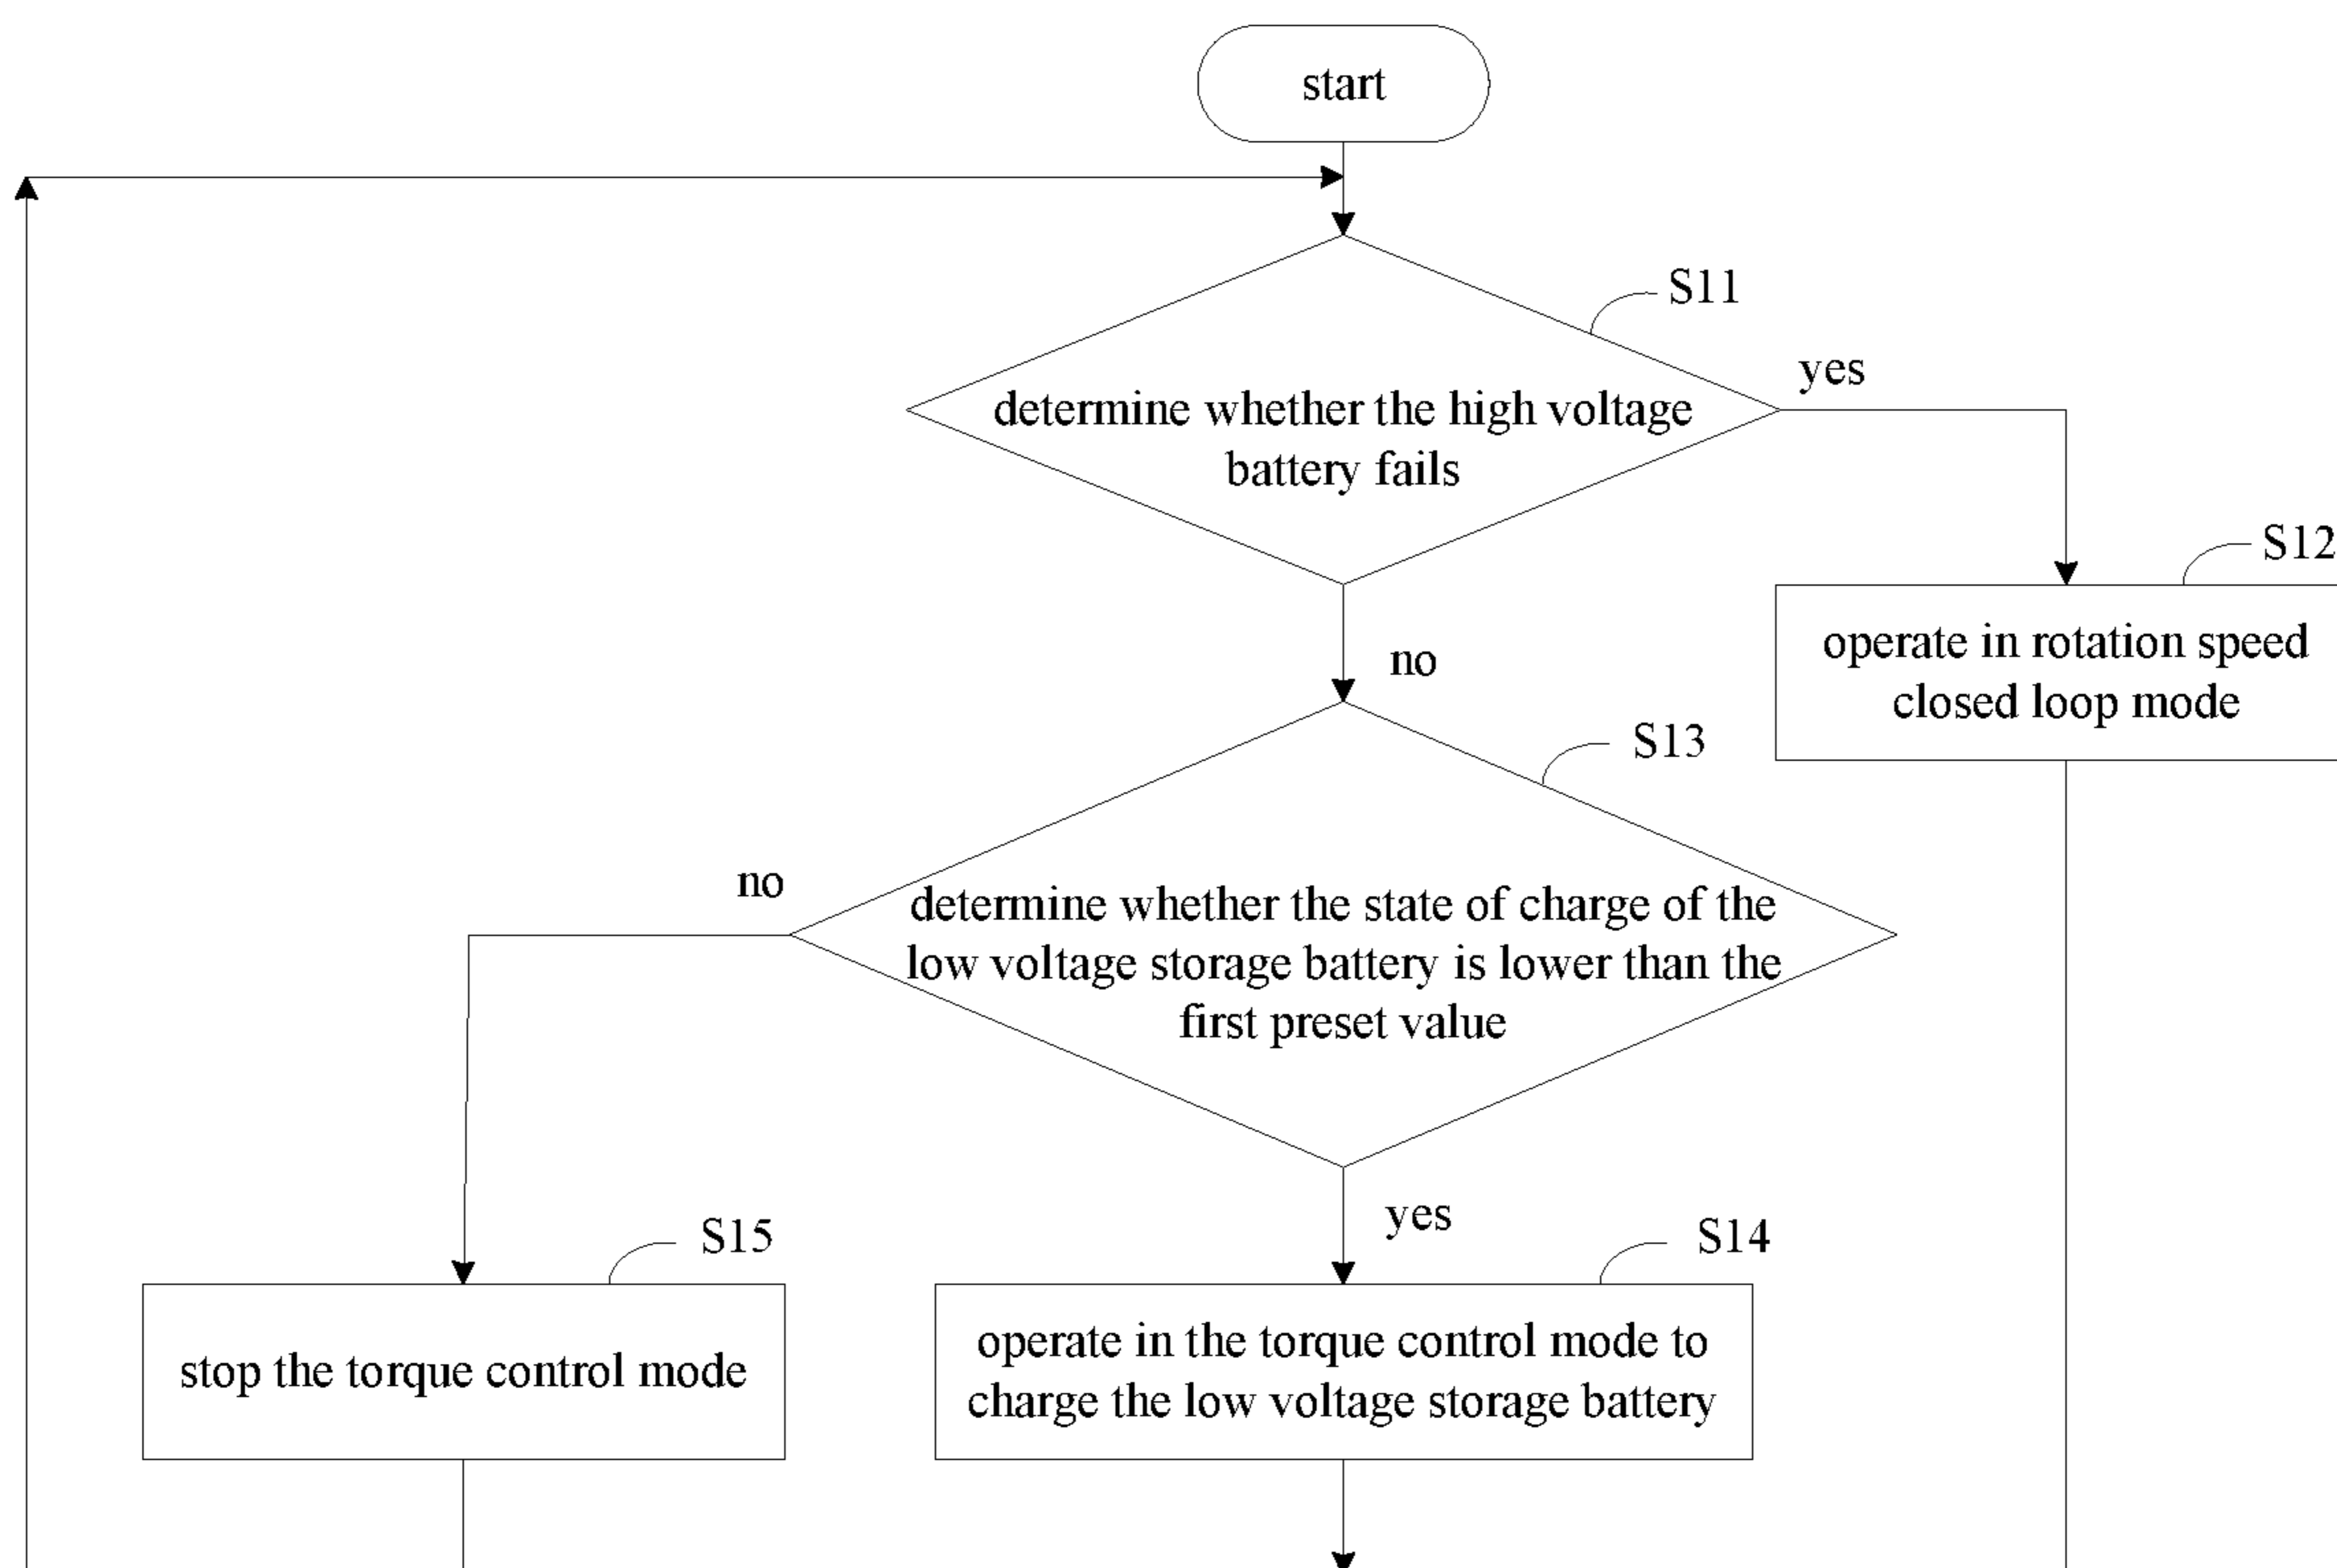 start
S11
yes
determine whether the high voltage
battery fails
S12
operate in rotation speed
closed loop mode
no
S13
no
determine whether the state of charge of the
low voltage storage battery is lower than the
first preset value
yes
S15
S14
stop the torque control mode
operate in the torque control mode to
charge the low voltage storage battery